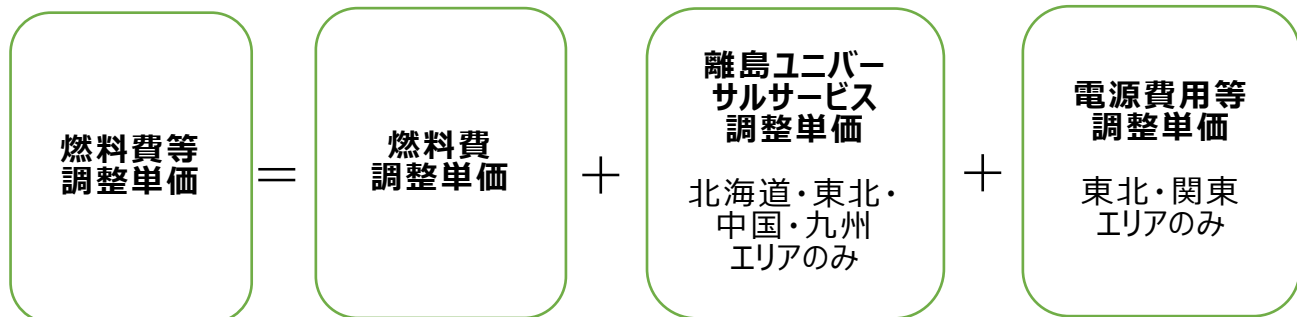 燃料費等
調整単価
＝
燃料費
調整単価
＋
離島ユニバー
サルサービス
調整単価
北海道・東北・
中国・九州
エリアのみ
＋
電源費用等
調整単価
東北・関東
エリアのみ